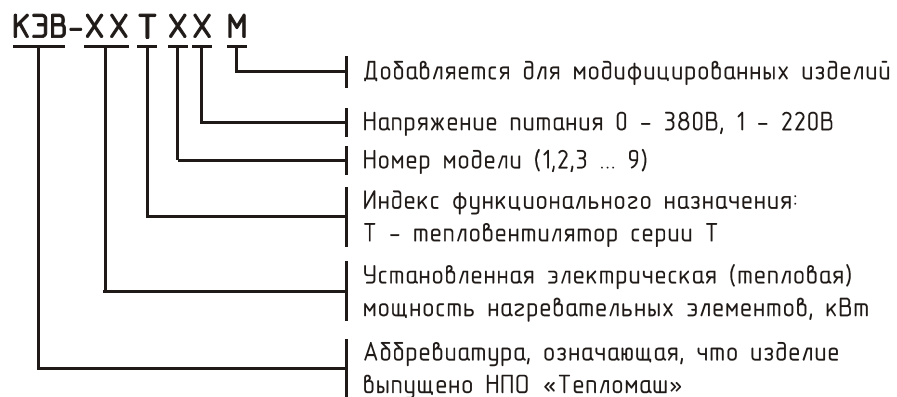 КЭВ-XX Т XX М
Добавляется для модифицированных изделий
Напряжение питания 0 - 380В, 1 - 220В
Номер модели (1,2,3 ... 9)
Индекс функционального назначения:
Т - тепловентилятор серии Т
Установленная электрическая (тепловая)
мощность нагревательных элементов, кВт
Аббревиатура, означающая, что изделие
выпущено НПО «Тепломаш»